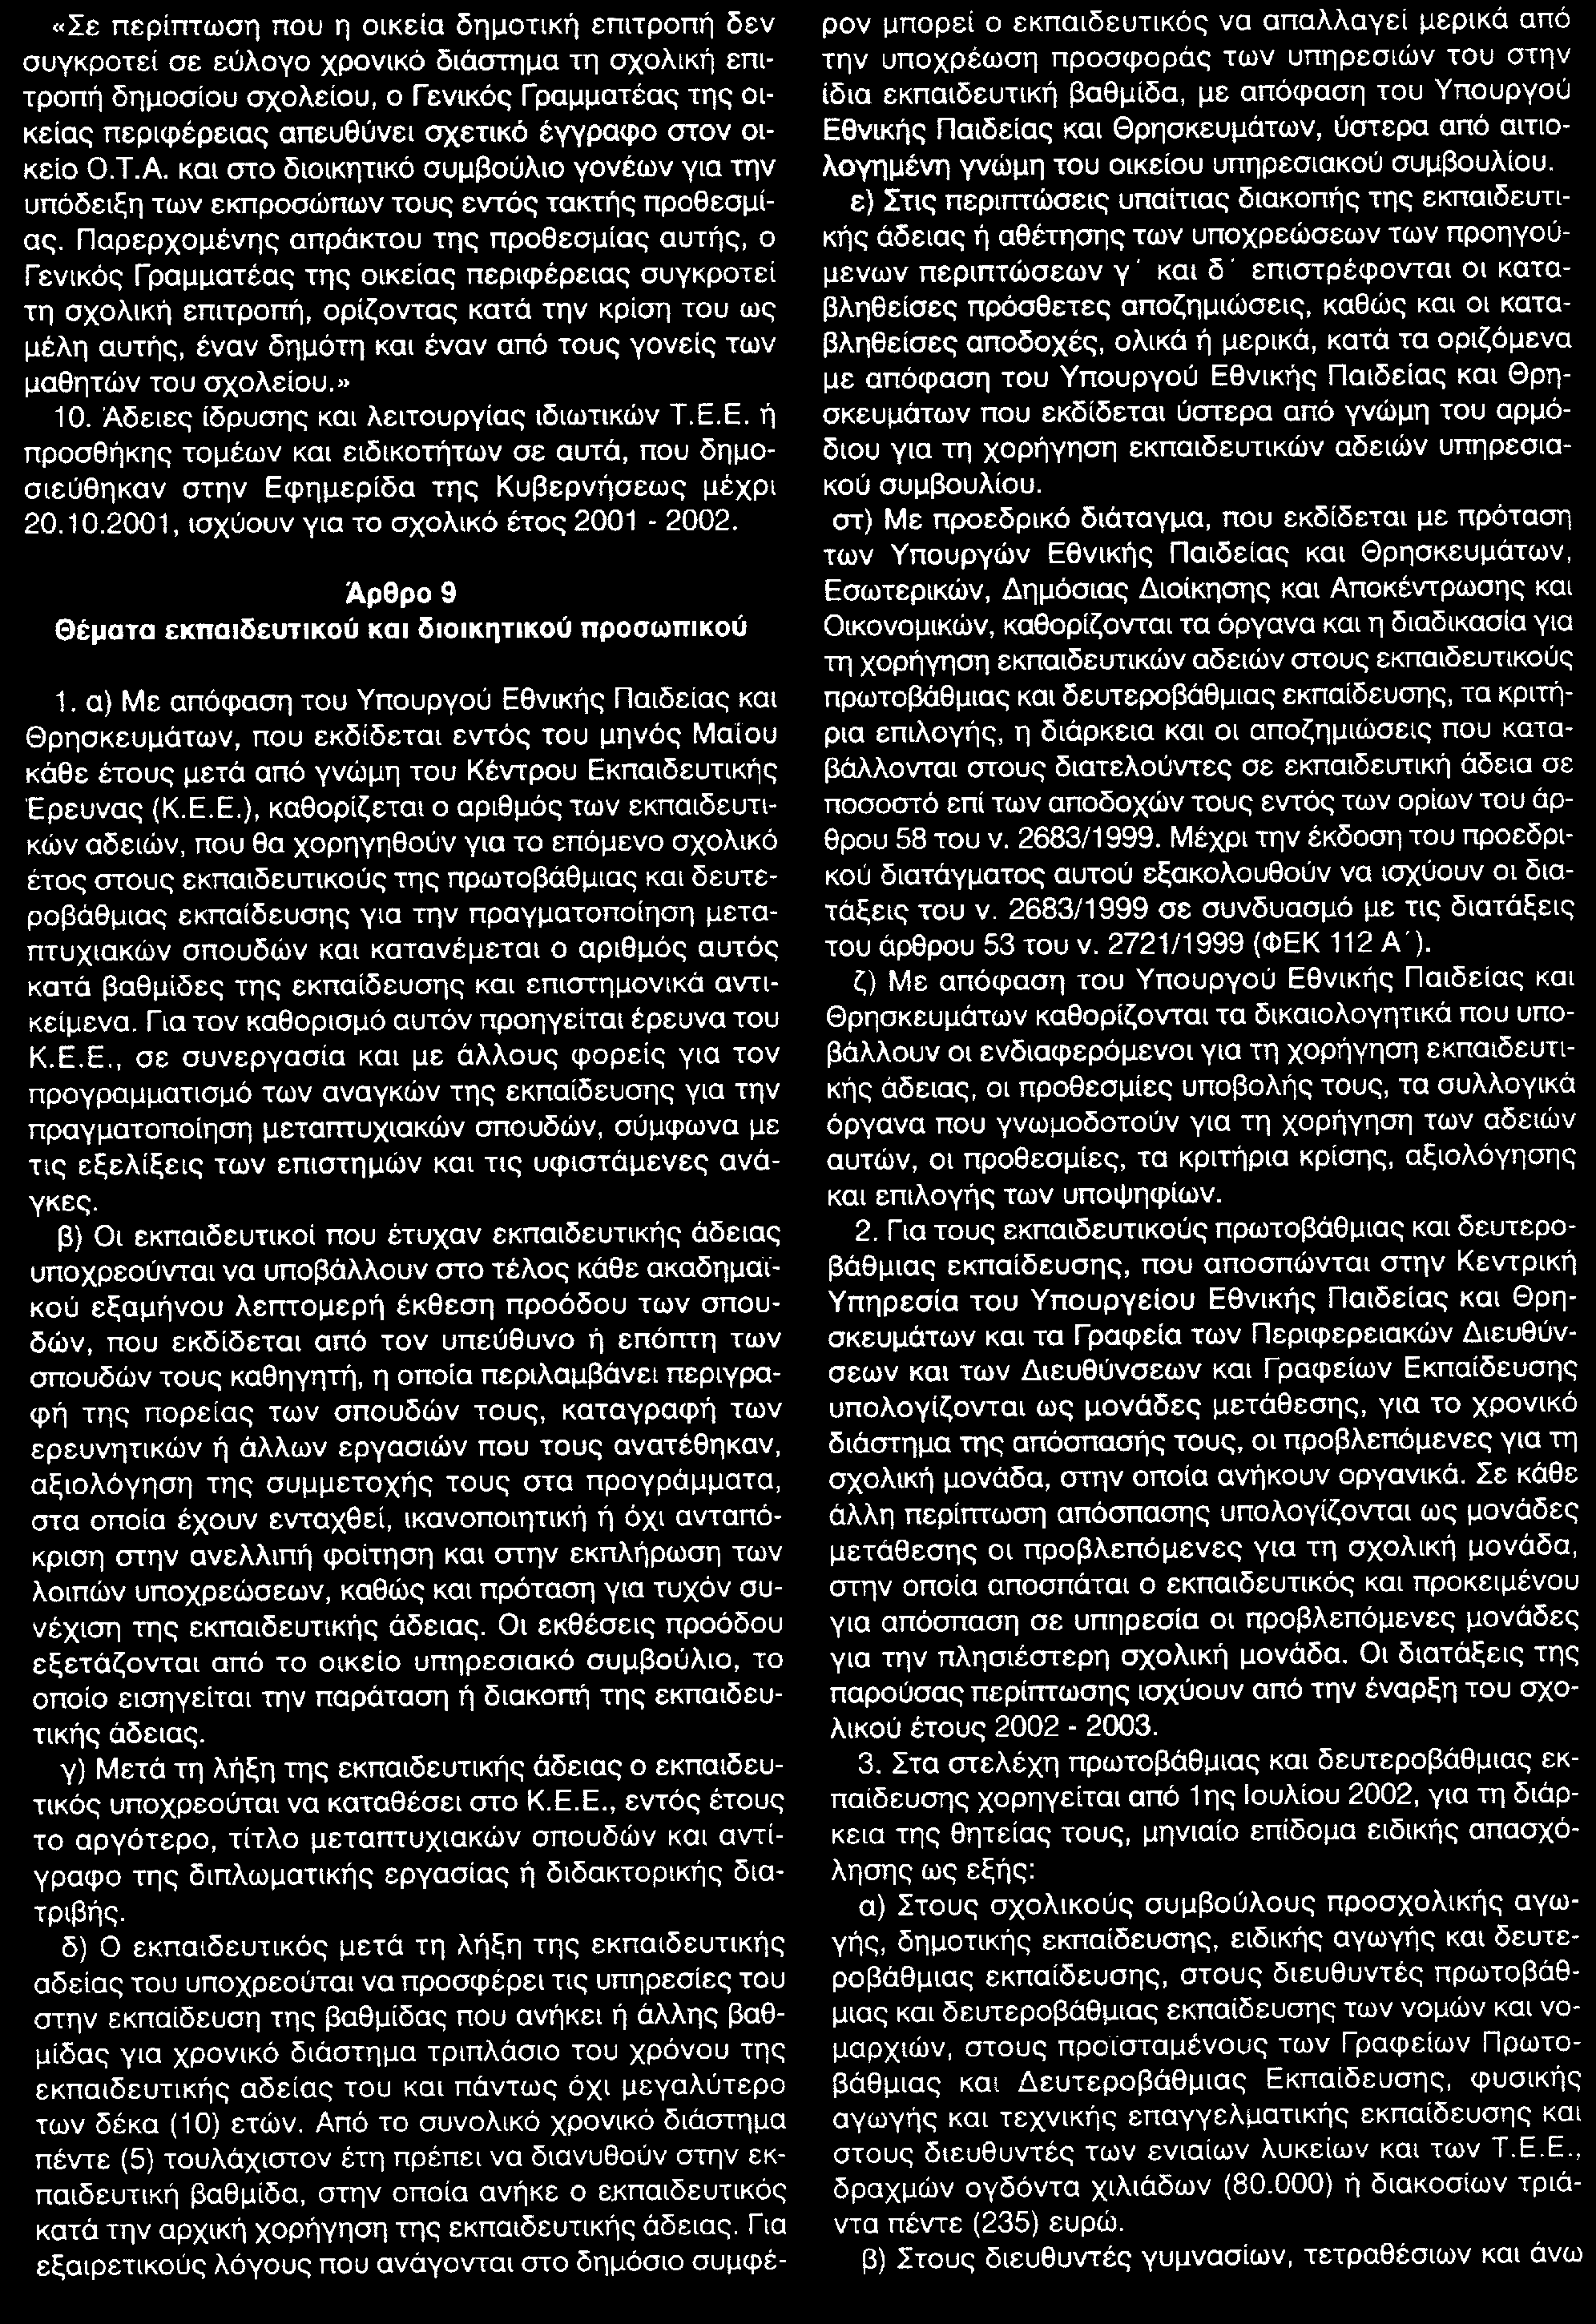 «Σε περίπτωση που η οικεία δημοτική επιτροπή δεν
συγκροτεί σε εύλογο χρονικό διάστημα τη σχολική επι-
τροπή δημοσίου σχολείου, ο Γενικός Γραμματέας της οι-
κείας περιφέρειας απευθύνει σχετικό έγγραφο στον οι-
κείο Ο.Τ.Α. και στο διοικητικό συμβούλιο γονέων για την
υπόδειξη των εκπροσώπων τους εντός τακτής προθεσμί-
ας. Παρερχομένης απράκτου της προθεσμίας αυτής, ο
Γενικός Γραμματέας της οικείας περιφέρειας συγκροτεί
τη σχολική επιτροπή, ορίζοντας κατά την κρίση του ως
μέλη αυτής, έναν δημότη και έναν από τους γονείς των
μαθητών του σχολείου.»
10. Άδειες ίδρυσης και λειτουργίας ιδιωτικών Τ.Ε.Ε. ή
προσθήκης τομέων και ειδικοτήτων σε αυτά, που δημο-
σιεύθηκαν στην Εφημερίδα της Κυβερνήσεως μέχρι
20.10.2001, ισχύουν για το σχολικό έτος 2001 - 2002.
Άρθρο 9
Θέματα εκπαιδευτικού και διοικητικού προσωπικού
1. α) Με απόφαση του Υπουργού Εθνικής Παιδείας και
Θρησκευμάτων, που εκδίδεται εντός του μηνός Μαΐου
κάθε έτους μετά από γνώμη του Κέντρου Εκπαιδευτικής
Έρευνας (Κ.Ε.Ε.), καθορίζεται ο αριθμός των εκπαιδευτι-
κών αδειών, που θα χορηγηθούν για το επόμενο σχολικό
έτος στους εκπαιδευτικούς της πρωτοβάθμιας και δευτε-
ροβάθμιας εκπαίδευσης για την πραγματοποίηση μετα-
πτυχιακών σπουδών και κατανέμεται ο αριθμός αυτός
κατά βαθμίδες της εκπαίδευσης και επιστημονικά αντι-
κείμενα. Για τον καθορισμό αυτόν προηγείται έρευνα του
Κ.Ε.Ε., σε συνεργασία και με άλλους φορείς για τον
προγραμματισμό των αναγκών της εκπαίδευσης για την
πραγματοποίηση μεταπτυχιακών σπουδών, σύμφωνα με
τις εξελίξεις των επιστημών και τις υφιστάμενες ανά-
γκες.
β) Οι εκπαιδευτικοί που έτυχαν εκπαιδευτικής άδειας
υποχρεούνται να υποβάλλουν στο τέλος κάθε ακαδημαϊ-
κού εξαμήνου λεπτομερή έκθεση προόδου των σπου-
δών, που εκδίδεται από τον υπεύθυνο ή επόπτη των
σπουδών τους καθηγητή, η οποία περιλαμβάνει περιγρα-
φή της πορείας των σπουδών τους, καταγραφή των
ερευνητικών ή άλλων εργασιών που τους ανατέθηκαν,
αξιολόγηση της συμμετοχής τους στα προγράμματα,
στα οποία έχουν ενταχθεί, ικανοποιητική ή όχι ανταπό-
κριση στην ανελλιπή φοίτηση και στην εκπλήρωση των
λοιπών υποχρεώσεων, καθώς και πρόταση για τυχόν συ-
νέχιση της εκπαιδευτικής άδειας. Οι εκθέσεις προόδου
εξετάζονται από το οικείο υπηρεσιακό συμβούλιο, το
οποίο εισηγείται την παράταση ή διακοπή της εκπαιδευ-
τικής άδειας.
γ) Μετά τη λήξη της εκπαιδευτικής άδειας ο εκπαιδευ-
τικός υποχρεούται να καταθέσει στο Κ.Ε.Ε., εντός έτους
το αργότερο, τίτλο μεταπτυχιακών σπουδών και αντί-
γραφο της διπλωματικής εργασίας ή διδακτορικής δια-
τριβής.
δ) Ο εκπαιδευτικός μετά τη λήξη της εκπαιδευτικής
αδείας του υποχρεούται να προσφέρει τις υπηρεσίες του
στην εκπαίδευση της βαθμίδας που ανήκει ή άλλης βαθ-
μίδας για χρονικό διάστημα τριπλάσιο του χρόνου της
εκπαιδευτικής αδείας του και πάντως όχι μεγαλύτερο
των δέκα (10) ετών. Από το συνολικό χρονικό διάστημα
πέντε (5) τουλάχιστον έτη πρέπει να διανυθούν στην εκ-
παιδευτική βαθμίδα, στην οποία ανήκε ο εκπαιδευτικός
κατά την αρχική χορήγηση της εκπαιδευτικής άδειας. Για
εξαιρετικούς λόγους που ανάγονται στο δημόσιο συμφέ-
ρον μπορεί ο εκπαιδευτικός να απαλλαγεί μερικά από
την υποχρέωση προσφοράς των υπηρεσιών του στην
ίδια εκπαιδευτική βαθμίδα, με απόφαση του Υπουργού
Εθνικής Παιδείας και Θρησκευμάτων, ύστερα από αιτιο-
λογημένη γνώμη του οικείου υπηρεσιακού συμβουλίου.
ε) Στις περιπτώσεις υπαίτιας διακοπής της εκπαιδευτι-
κής άδειας ή αθέτησης των υποχρεώσεων των προηγού-
μενων περιπτώσεων γ΄ και δ΄ επιστρέφονται οι κατα-
βληθείσες πρόσθετες αποζημιώσεις, καθώς και οι κατα-
βληθείσες αποδοχές, ολικά ή μερικά, κατά τα οριζόμενα
με απόφαση του Υπουργού Εθνικής Παιδείας και Θρη-
σκευμάτων που εκδίδεται ύστερα από γνώμη του αρμό-
διου για τη χορήγηση εκπαιδευτικών αδειών υπηρεσια-
κού συμβουλίου.
στ) Με προεδρικό διάταγμα, που εκδίδεται με πρόταση
των Υπουργών Εθνικής Παιδείας και Θρησκευμάτων,
Εσωτερικών, Δημόσιας Διοίκησης και Αποκέντρωσης και
Οικονομικών, καθορίζονται τα όργανα και η διαδικασία για
τη χορήγηση εκπαιδευτικών αδειών στους εκπαιδευτικούς
πρωτοβάθμιας και δευτεροβάθμιας εκπαίδευσης, τα κριτή-
ρια επιλογής, η διάρκεια και οι αποζημιώσεις που κατα-
βάλλονται στους διατελούντες σε εκπαιδευτική άδεια σε
ποσοστό επί των αποδοχών τους εντός των ορίων του άρ-
θρου 58 του ν. 2683/1999. Μέχρι την έκδοση του προεδρι-
κού διατάγματος αυτού εξακολουθούν να ισχύουν οι δια-
τάξεις του ν. 2683/1999 σε συνδυασμό με τις διατάξεις
του άρθρου 53 του ν. 2721/1999 (ΦΕΚ 112 Α΄).
ζ) Με απόφαση του Υπουργού Εθνικής Παιδείας και
Θρησκευμάτων καθορίζονται τα δικαιολογητικά που υπο-
βάλλουν οι ενδιαφερόμενοι για τη χορήγηση εκπαιδευτι-
κής άδειας, οι προθεσμίες υποβολής τους, τα συλλογικά
όργανα που γνωμοδοτούν για τη χορήγηση των αδειών
αυτών, οι προθεσμίες, τα κριτήρια κρίσης, αξιολόγησης
και επιλογής των υποψηφίων.
2. Για τους εκπαιδευτικούς πρωτοβάθμιας και δευτερο-
βάθμιας εκπαίδευσης, που αποσπώνται στην Κεντρική
Υπηρεσία του Υπουργείου Εθνικής Παιδείας και Θρη-
σκευμάτων και τα Γραφεία των Περιφερειακών Διευθύν-
σεων και των Διευθύνσεων και Γραφείων Εκπαίδευσης
υπολογίζονται ως μονάδες μετάθεσης, για το χρονικό
διάστημα της απόσπασής τους, οι προβλεπόμενες για τη
σχολική μονάδα, στην οποία ανήκουν οργανικά. Σε κάθε
άλλη περίπτωση απόσπασης υπολογίζονται ως μονάδες
μετάθεσης οι προβλεπόμενες για τη σχολική μονάδα,
στην οποία αποσπάται ο εκπαιδευτικός και προκειμένου
για απόσπαση σε υπηρεσία οι προβλεπόμενες μονάδες
για την πλησιέστερη σχολική μονάδα. Οι διατάξεις της
παρούσας περίπτωσης ισχύουν από την έναρξη του σχο-
λικού έτους 2002 - 2003.
3. Στα στελέχη πρωτοβάθμιας και δευτεροβάθμιας εκ-
παίδευσης χορηγείται από 1ης Ιουλίου 2002, για τη διάρ-
κεια της θητείας τους, μηνιαίο επίδομα ειδικής απασχό-
λησης ως εξής:
α) Στους σχολικούς συμβούλους προσχολικής αγω-
γής, δημοτικής εκπαίδευσης, ειδικής αγωγής και δευτε-
ροβάθμιας εκπαίδευσης, στους διευθυντές πρωτοβάθ-
μιας και δευτεροβάθμιας εκπαίδευσης των νομών και νο-
μαρχιών, στους προϊσταμένους των Γραφείων Πρωτο-
βάθμιας και Δευτεροβάθμιας Εκπαίδευσης, φυσικής
αγωγής και τεχνικής επαγγελματικής εκπαίδευσης και
στους διευθυντές των ενιαίων λυκείων και των Τ.Ε.Ε.,
δραχμών ογδόντα χιλιάδων (80.000) ή διακοσίων τριά-
ντα πέντε (235) ευρώ.
β) Στους διευθυντές γυμνασίων, τετραθέσιων και άνω